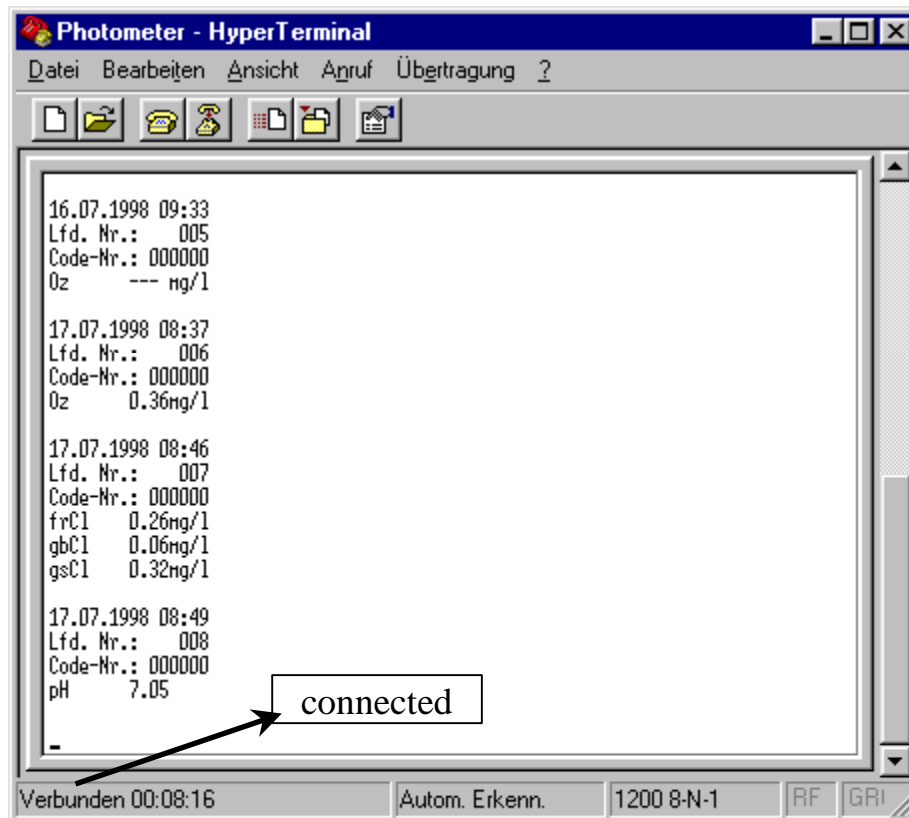 Photometer - HyperTerminal
Datei Bearbeiten Ansicht Anruf Übertragung ?
16.07.1998 09:33
Lfd. Nr.: 005
Code-Nr.: 000000
Oz --- mg/l
17.07.1998 08:37
Lfd. Nr.: 006
Code-Nr.: 000000
Oz 0.36mg/l
17.07.1998 08:46
Lfd. Nr.: 007
Code-Nr.: 000000
frCl 0.26mg/l
gbCl 0.06mg/l
gsCl 0.32mg/l
17.07.1998 08:49
Lfd. Nr.: 008
Code-Nr.: 000000
pH 7.05
connected
Verbunden 00:08:16 Autom. Erkenn. 1200 8-N-1 RF